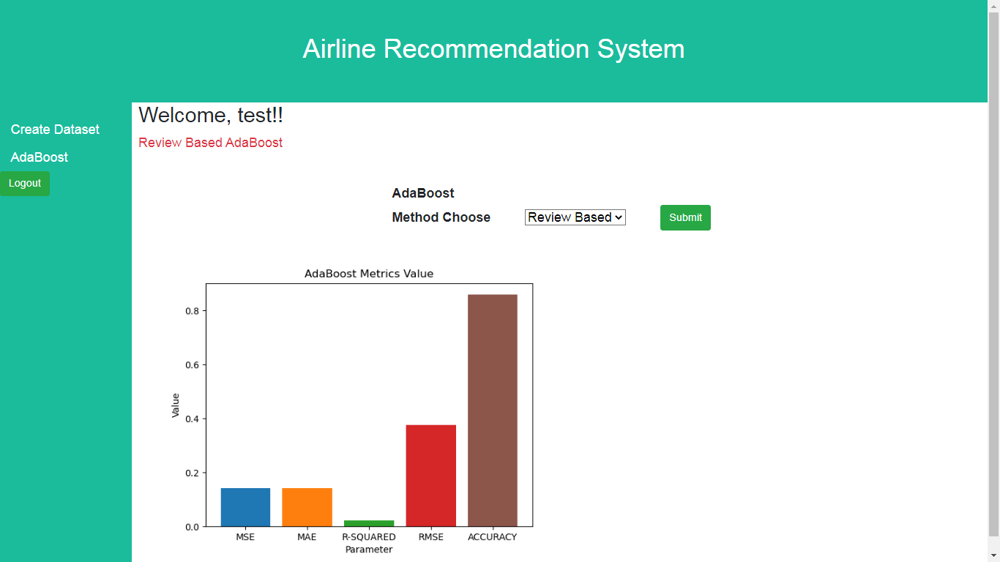 Airline Recommendation System
Welcome, test!!
Create Dataset
Review Based AdaBoost
AdaBoost
Logout
AdaBoost
Method Choose Review Based Submit
AdaBoost Metrics Value
0.8
0.6
0.4
0.2
0.0
Value
MSE MAE R-SQUARED RMSE ACCURACY
Parameter